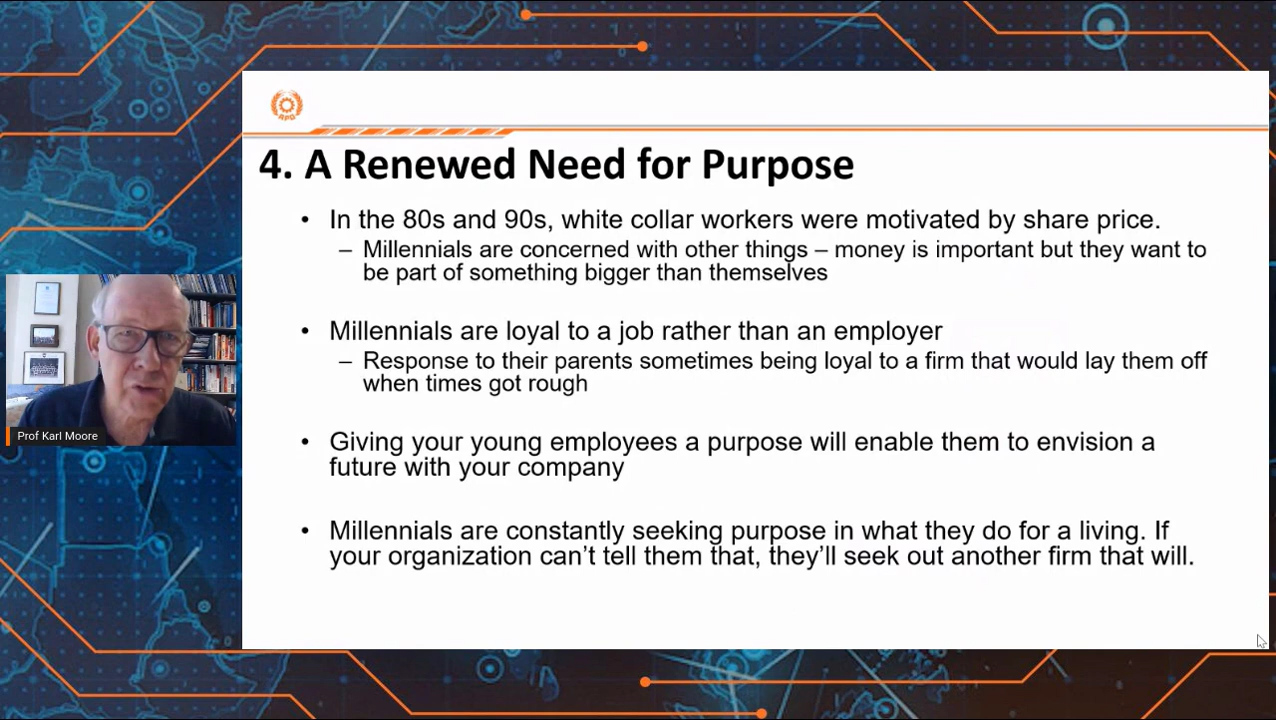 APO
4. A Renewed Need for Purpose
• In the 80s and 90s, white collar workers were motivated by share price.
– Millennials are concerned with other things – money is important but they want to
be part of something bigger than themselves
• Millennials are loyal to a job rather than an employer
– Response to their parents sometimes being loyal to a firm that would lay them off
when times got rough
• Giving your young employees a purpose will enable them to envision a
future with your company
• Millennials are constantly seeking purpose in what they do for a living. If
your organization can’t tell them that, they’ll seek out another firm that will.
Prof Karl Moore